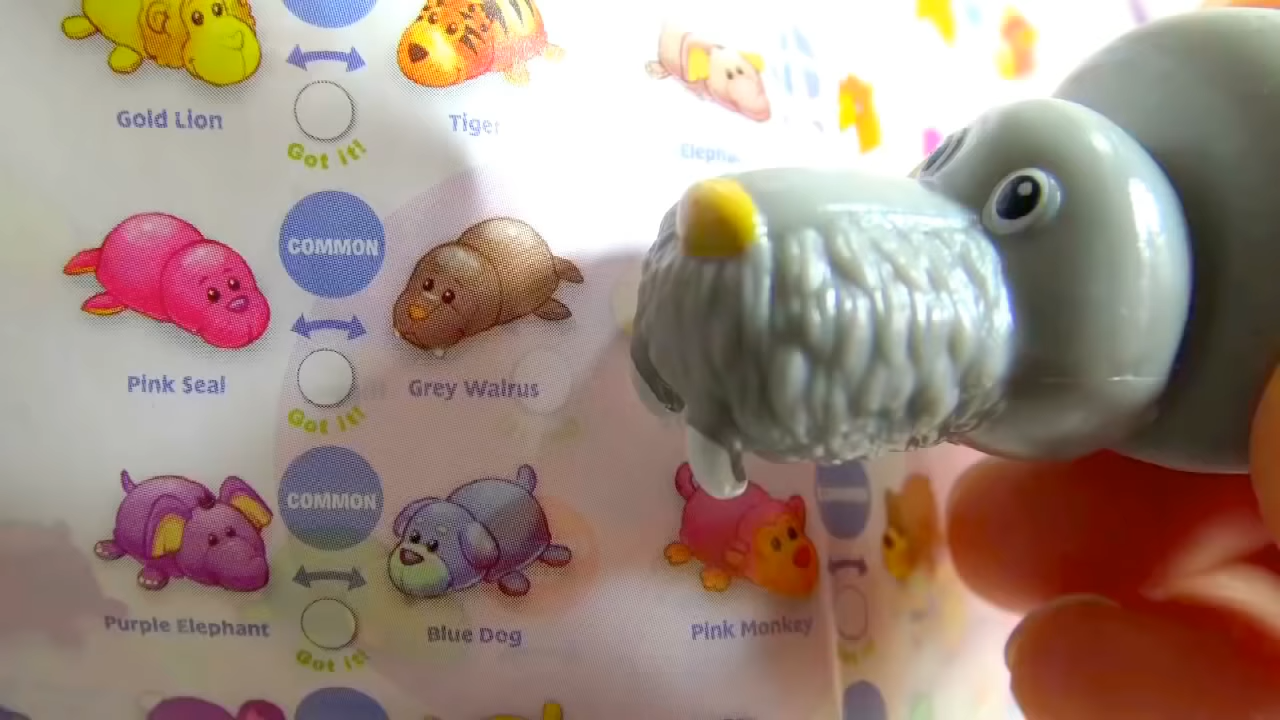 Gold Lion
Got it!
Tiger
COMMON
Pink Seal
Got it!
Grey Walrus
COMMON
Purple Elephant
Got it!
Blue Dog
Pink Monkey